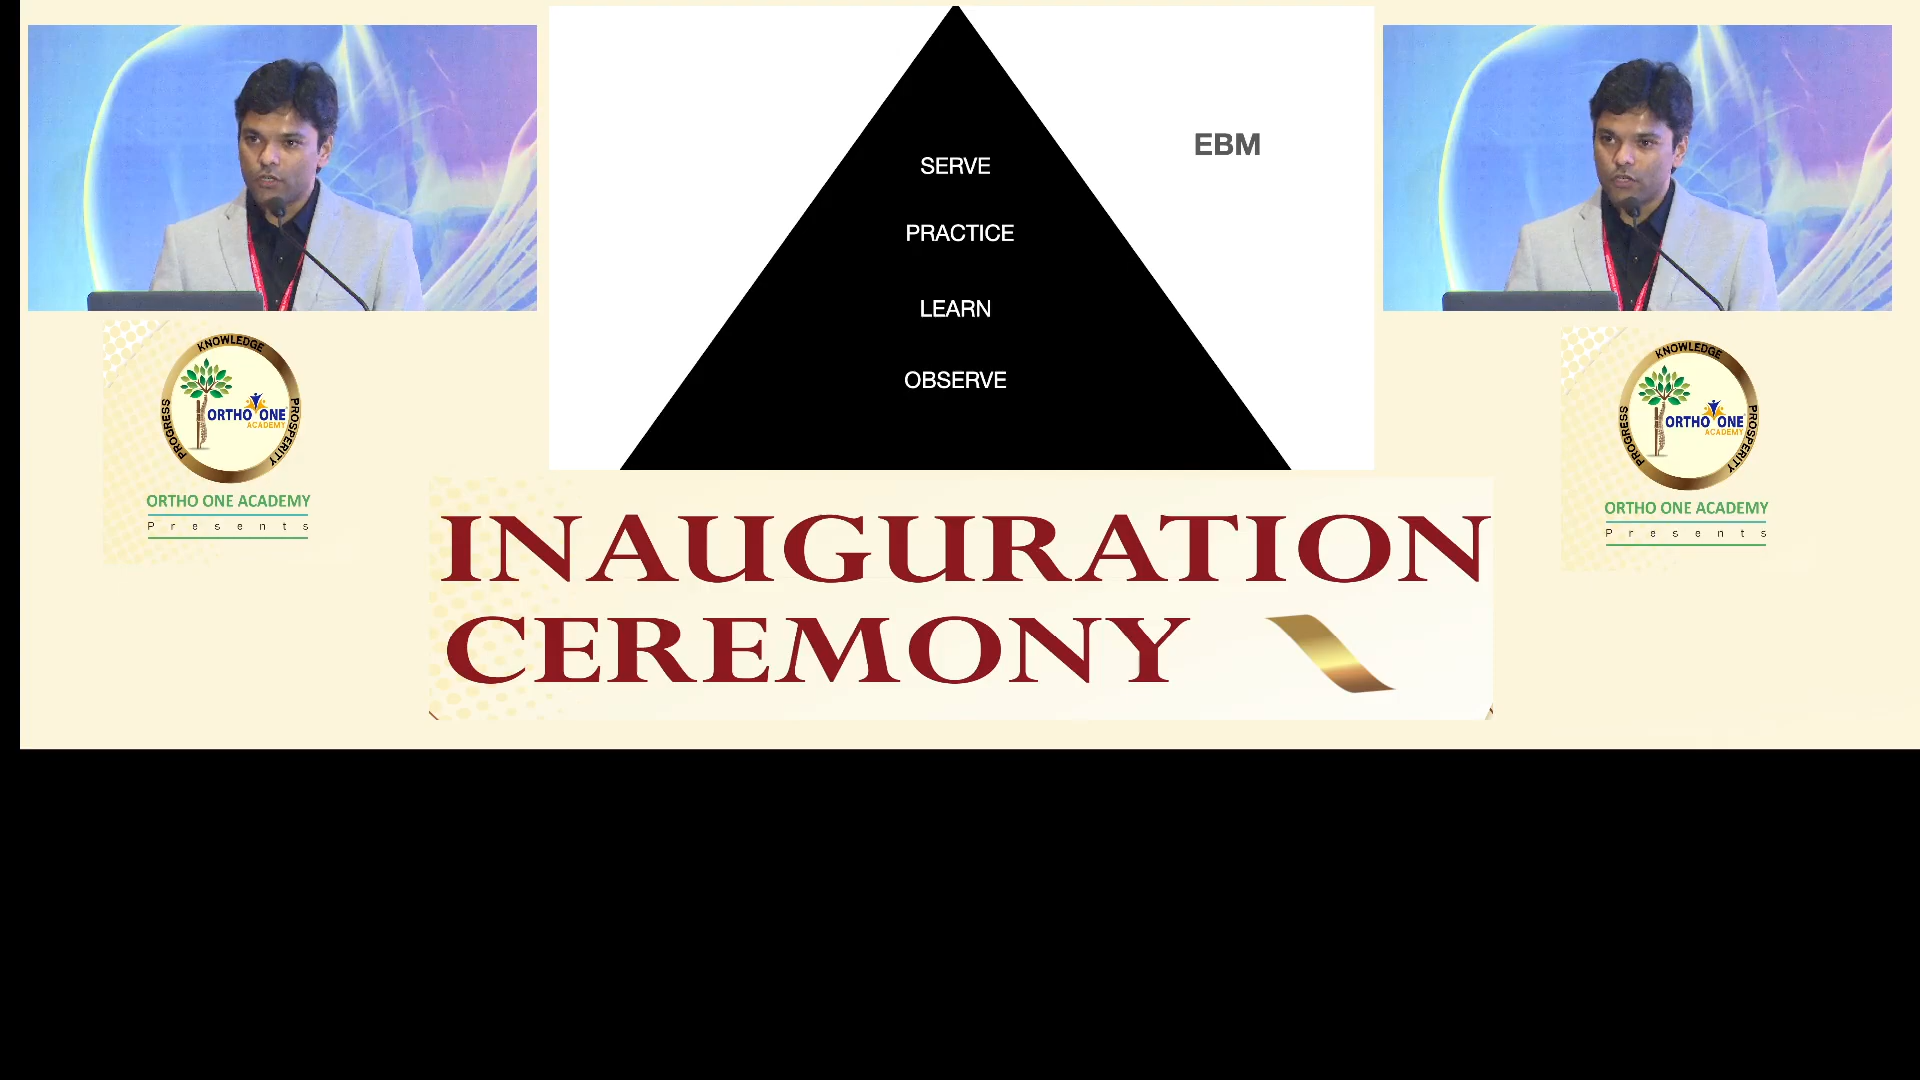 SERVE
PRACTICE
LEARN
OBSERVE
EBM
KNOWLEDGE
PROGRESS
PROSPERITY
ORTHO ONE
ACADEMY
ORTHO ONE ACADEMY
Presents
KNOWLEDGE
PROGRESS
PROSPERITY
ORTHO ONE
ACADEMY
ORTHO ONE ACADEMY
Presents
INAUGURATION
CEREMONY